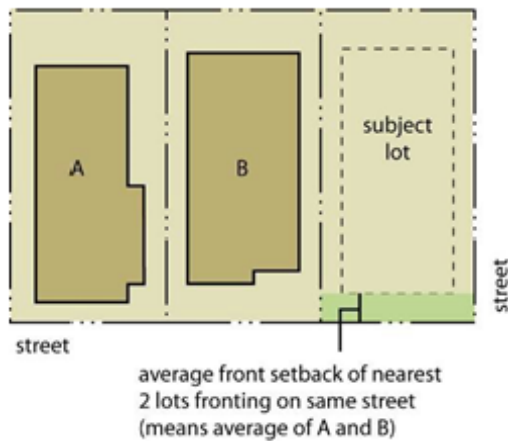 A
B
subject
lot
street
street
average front setback of nearest
2 lots fronting on same street
(means average of A and B)